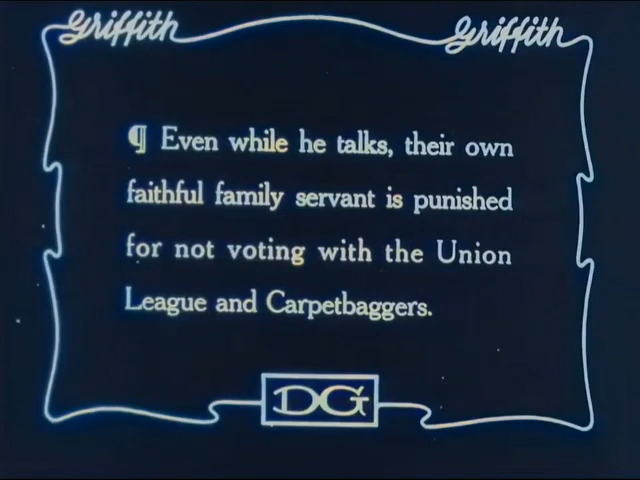 Griffith Griffith
¶ Even while he talks, their own
faithful family servant is punished
for not voting with the Union
League and Carpetbaggers.
DG